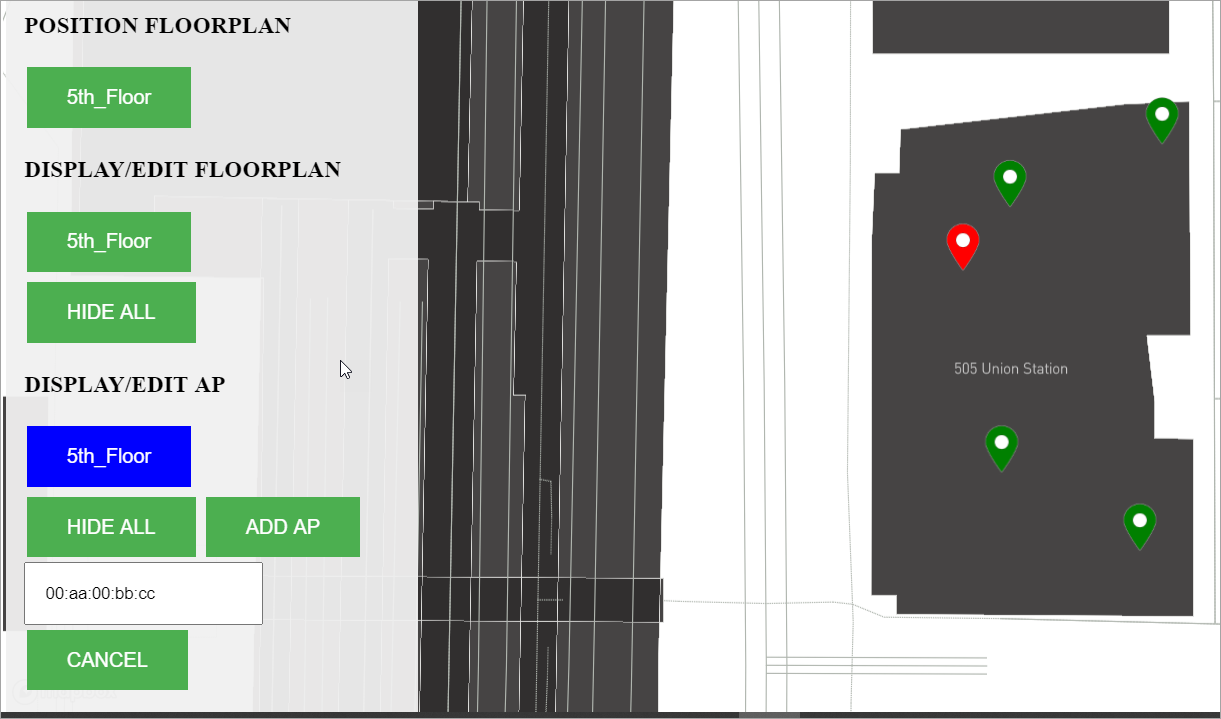 POSITION FLOORPLAN
5th_Floor
DISPLAY/EDIT FLOORPLAN
5th_Floor
HIDE ALL
DISPLAY/EDIT AP
5th_Floor
HIDE ALL ADD AP
00:aa:00:bb:cc
CANCEL
505 Union Station